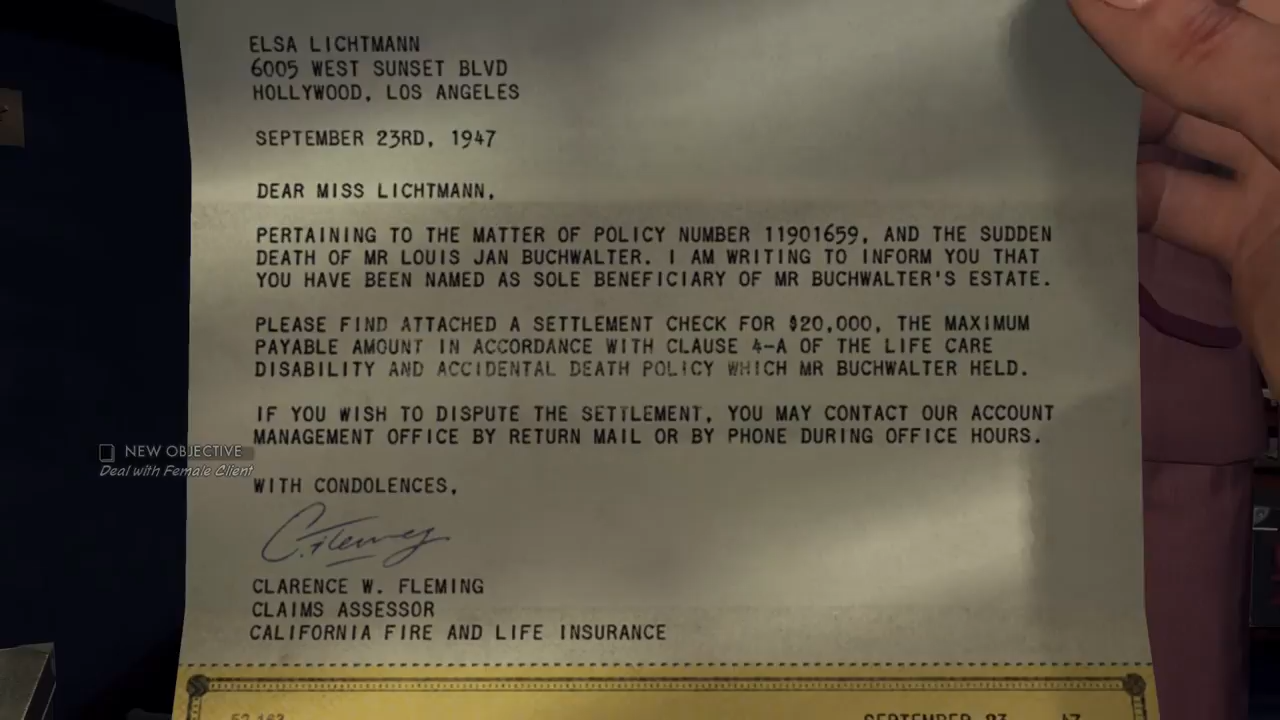 ELSA LICHTMANN
6005 WEST SUNSET BLVD
HOLLYWOOD, LOS ANGELES
SEPTEMBER 23RD, 1947
DEAR MISS LICHTMANN,
PERTAINING TO THE MATTER OF POLICY NUMBER 11901659, AND THE SUDDEN
DEATH OF MR LOUIS JAN BUCHWALTER. I AM WRITING TO INFORM YOU THAT
YOU HAVE BEEN NAMED AS SOLE BENEFICIARY OF MR BUCHWALTER'S ESTATE.
PLEASE FIND ATTACHED A SETTLEMENT CHECK FOR $20,000, THE MAXIMUM
PAYABLE AMOUNT IN ACCORDANCE WITH CLAUSE 4-A OF THE LIFE CARE
DISABILITY AND ACCIDENTAL DEATH POLICY WHICH MR BUCHWALTER HELD.
IF YOU WISH TO DISPUTE THE SETTLEMENT, YOU MAY CONTACT OUR ACCOUNT
MANAGEMENT OFFICE BY RETURN MAIL OR BY PHONE DURING OFFICE HOURS.
NEW OBJECTIVE
Deal with Female Client
WITH CONDOLENCES,
C. Fleming
CLARENCE W. FLEMING
CLAIMS ASSESSOR
CALIFORNIA FIRE AND LIFE INSURANCE
SEPTEMBER 23 47